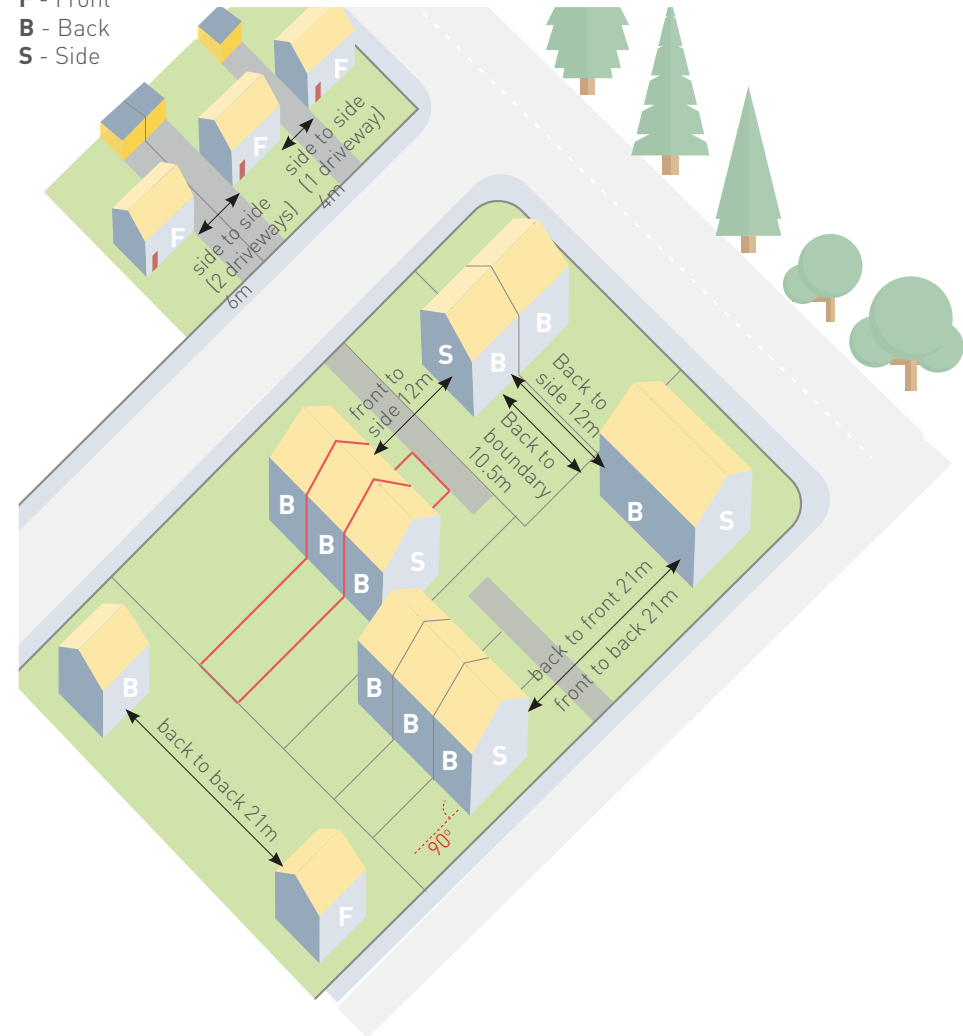 F - Front
B - Back
S - Side
F
F
F
side to side
(1 driveway)
4m
side to side
(2 driveways)
6m
S
B
B
front to
side 12m
Back to
side 12m
Back to
boundary
10.5m
B
S
B
B
B
S
back to front 21m
front to back 21m
B
B
B
S
B
back to back 21m
F
90°